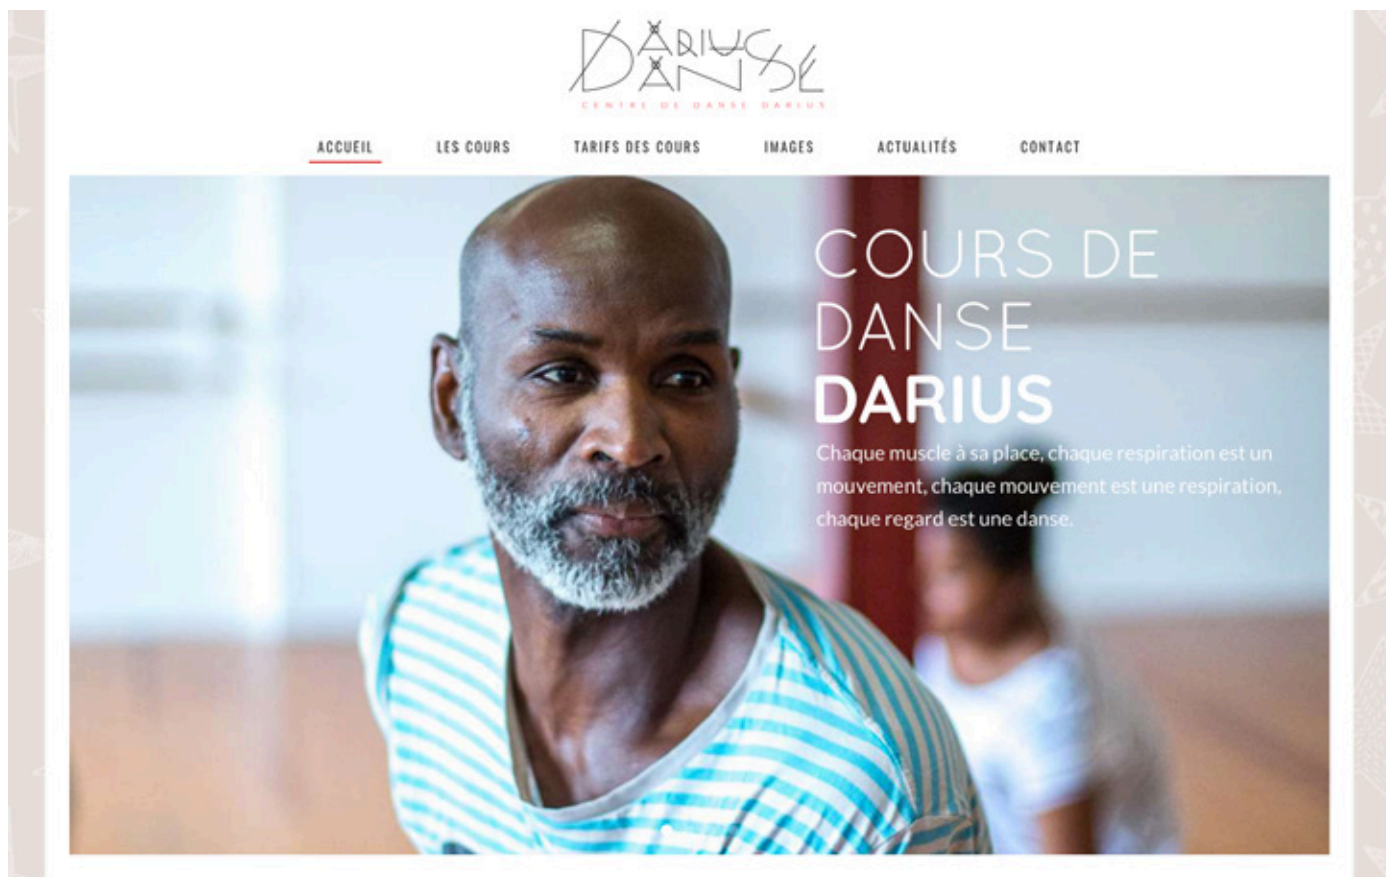 DARIUS
DANSE
CENTRE DE DANSE DARIUS
ACCUEIL LES COURS TARIFS DES COURS IMAGES ACTUALITÉS CONTACT
COURS DE
DANSE
DARIUS
Chaque muscle à sa place, chaque respiration est un
mouvement, chaque mouvement est une respiration,
chaque regard est une danse.